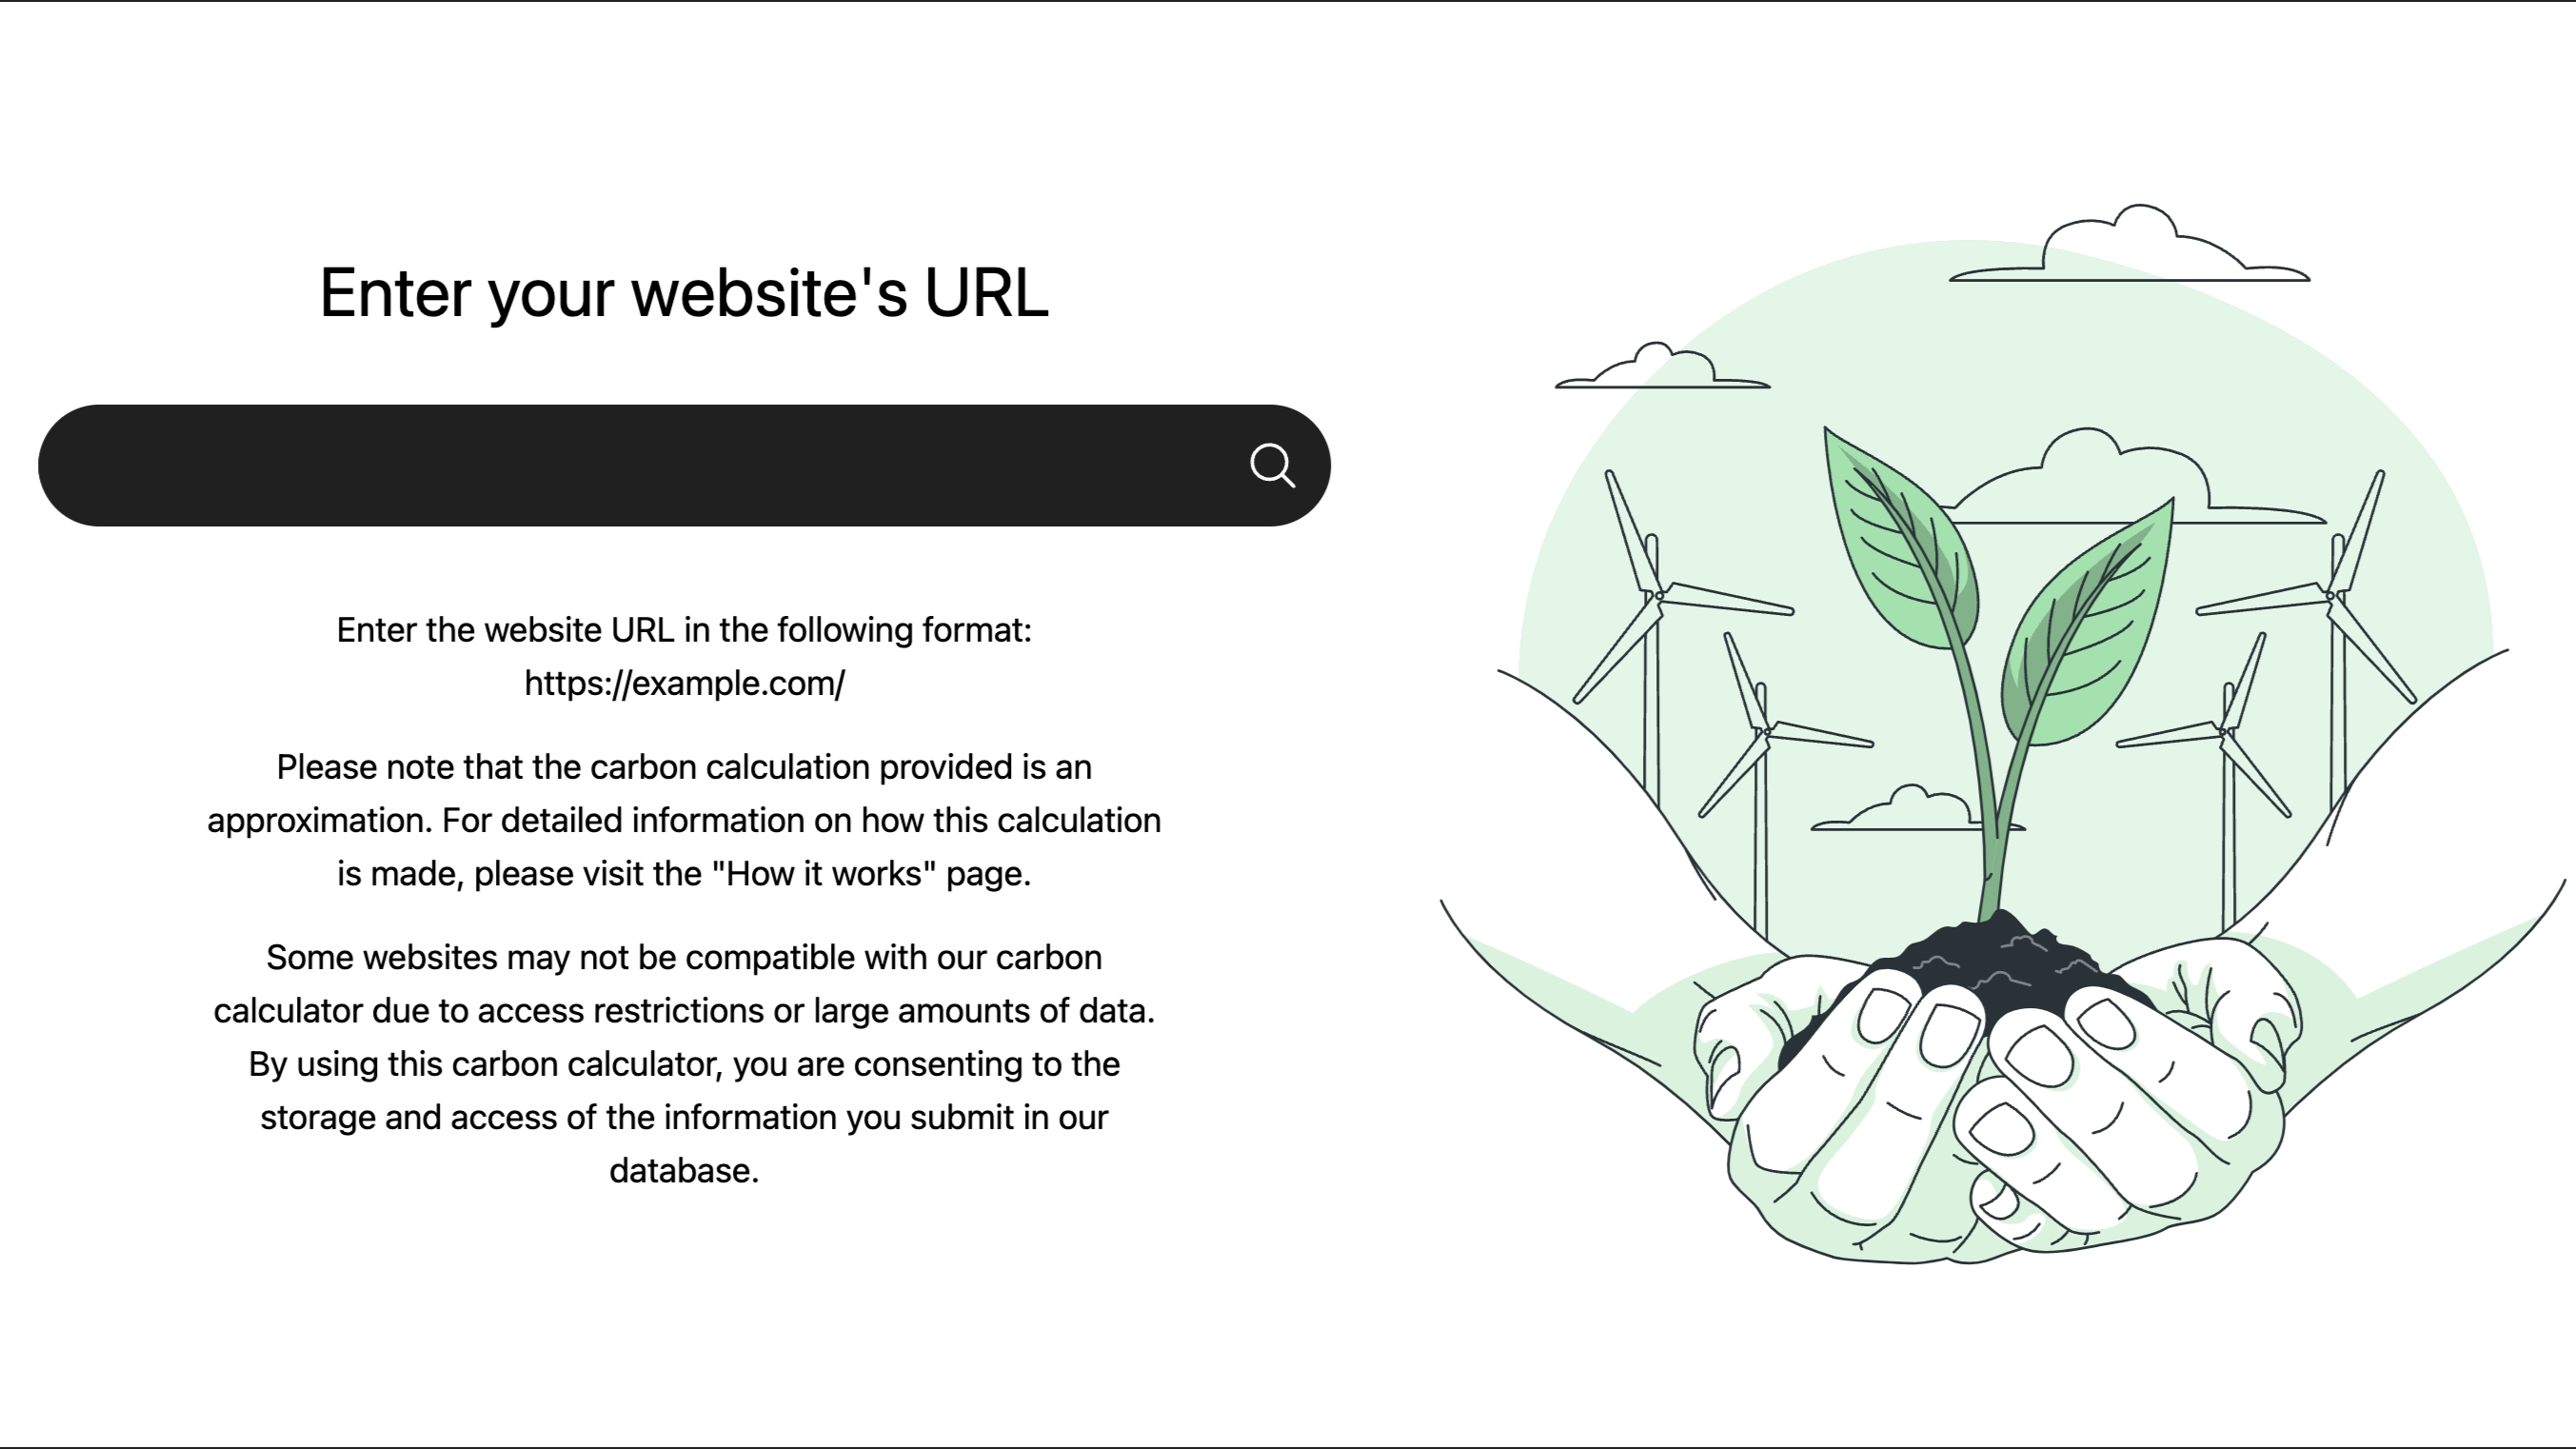 Enter your website's URL
Enter the website URL in the following format:
https://example.com/
Please note that the carbon calculation provided is an
approximation. For detailed information on how this calculation
is made, please visit the "How it works" page.
Some websites may not be compatible with our carbon
calculator due to access restrictions or large amounts of data.
By using this carbon calculator, you are consenting to the
storage and access of the information you submit in our
database.